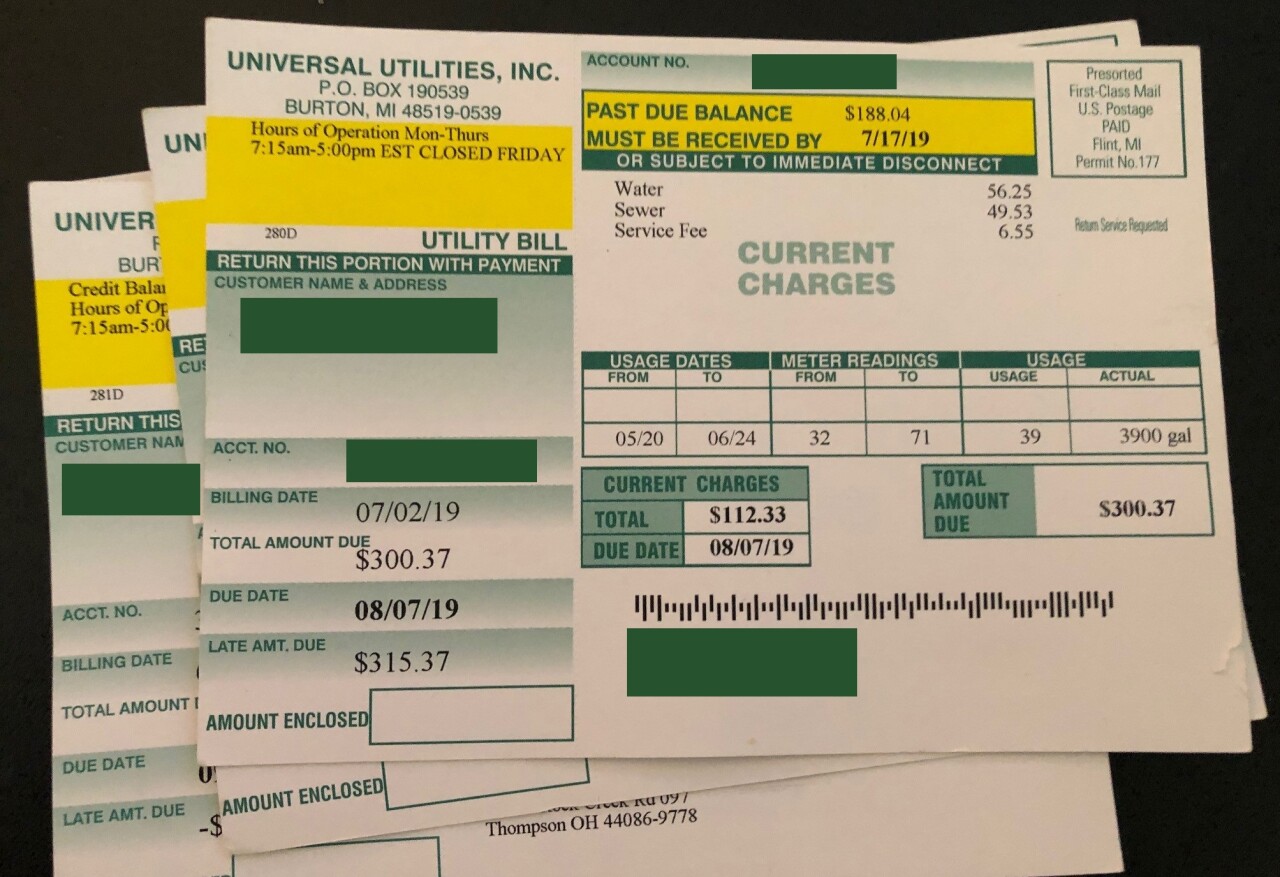 UNIVERSAL UTILITIES, INC.
P.O. BOX 190539
BURTON, MI 48519-0539
Hours of Operation Mon-Thurs
7:15am-5:00pm EST CLOSED FRIDAY
280D
UTILITY BILL
RETURN THIS PORTION WITH PAYMENT
CUSTOMER NAME & ADDRESS
ACCT. NO.
BILLING DATE
07/02/19
TOTAL AMOUNT DUE
$300.37
DUE DATE
08/07/19
LATE AMT. DUE
$315.37
AMOUNT ENCLOSED
ACCOUNT NO.
PAST DUE BALANCE $188.04
MUST BE RECEIVED BY 7/17/19
OR SUBJECT TO IMMEDIATE DISCONNECT
Water 56.25
Sewer 49.53
Service Fee 6.55
CURRENT
CHARGES
Presorted
First-Class Mail
U.S. Postage
PAID
Flint, MI
Permit No.177
Return Service Requested
USAGE DATES METER READINGS USAGE
FROM TO FROM TO USAGE ACTUAL
05/20 06/24 32 71 39 3900 gal
CURRENT CHARGES
TOTAL $112.33
DUE DATE 08/07/19
TOTAL
AMOUNT
DUE
$300.37
UN
RE
CUS
AMOUNT ENCLOSED
UNIVER
P
BUR
Credit Balan
Hours of Op
7:15am-5:00
281D
RETURN THIS
CUSTOMER NAM
ACCT. NO.
BILLING DATE
TOTAL AMOUNT
DUE DATE
0
LATE AMT. DUE
-$
Creek Rd 097
Thompson OH 44086-9778